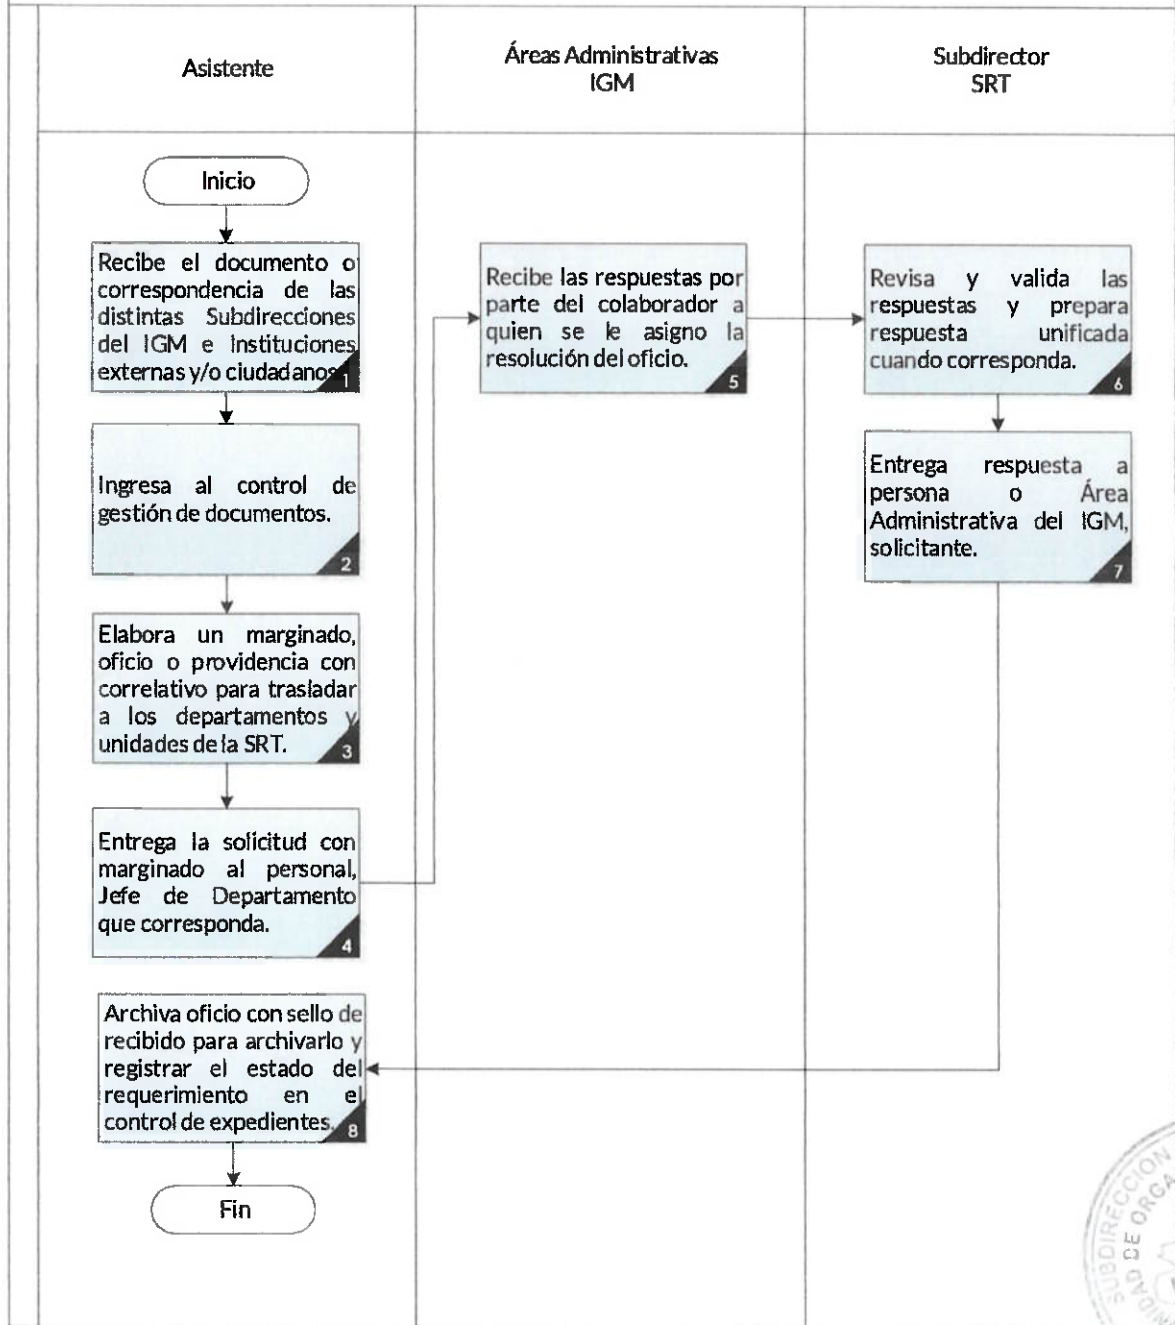 Asistente
Áreas Administrativas
IGM
Subdirector
SRT
Inicio
Recibe el documento o
correspondencia de las
distintas Subdirecciones
del IGM e Instituciones
externas y/o ciudadanos.
1
Ingresa al control de
gestión de documentos.
2
Elabora un marginado,
oficio o providencia con
correlativo para trasladar
a los departamentos y
unidades de la SRT.
3
Entrega la solicitud con
marginado al personal,
Jefe de Departamento
que corresponda.
4
Recibe las respuestas por
parte del colaborador a
quien se le asigno la
resolución del oficio.
5
Revisa y valida las
respuestas y prepara
respuesta unificada
cuando corresponda.
6
Entrega respuesta a
persona o Área
Administrativa del IGM,
solicitante.
7
Archiva oficio con sello de
recibido para archivarlo y
registrar el estado del
requerimiento en el
control de expedientes.
8
Fin
SUBDIRECCION